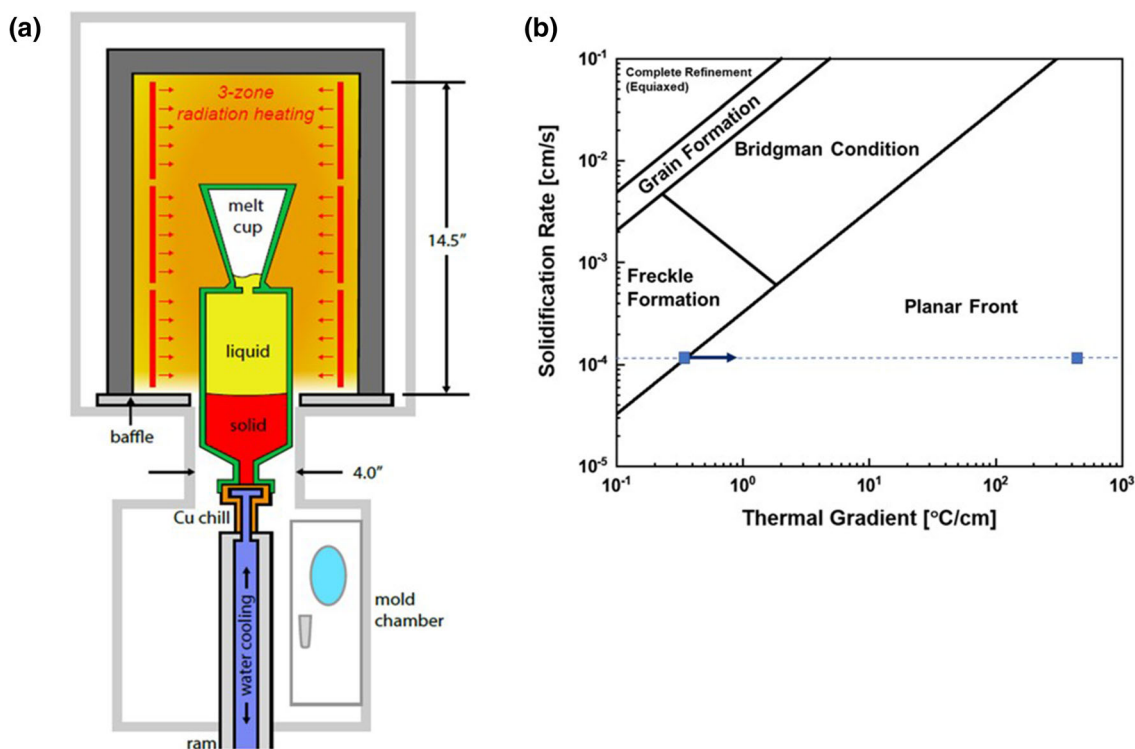 (a)
3-zone
radiation heating
melt
cup
14.5”
liquid
solid
baffle
4.0”
Cu chill
water cooling
mold
chamber
ram
(b)
Solidification Rate [cm/s]
10-1
10-2
10-3
10-4
10-5
Complete Refinement
(Equiaxed)
Grain Formation
Bridgman Condition
Freckle
Formation
Planar Front
10-1
100
101
102
103
Thermal Gradient [°C/cm]